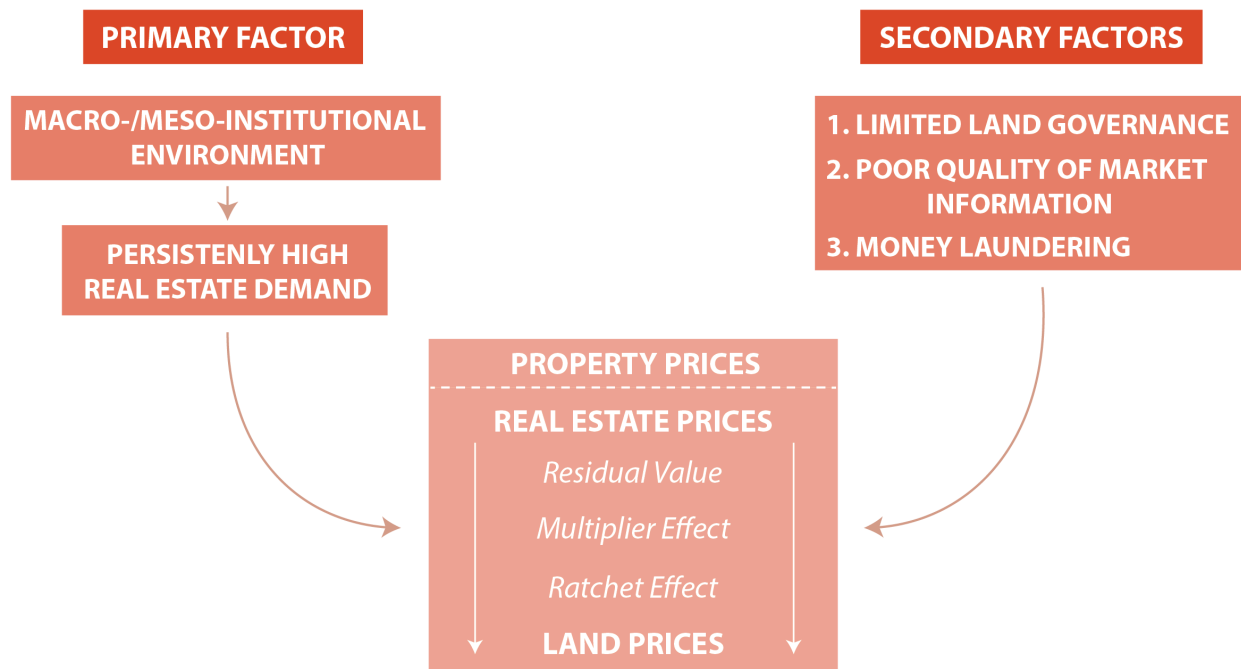 PRIMARY FACTOR
MACRO-/MESO-INSTITUTIONAL
ENVIRONMENT
PERSISTENLY HIGH
REAL ESTATE DEMAND
SECONDARY FACTORS
1. LIMITED LAND GOVERNANCE
2. POOR QUALITY OF MARKET
INFORMATION
3. MONEY LAUNDERING
PROPERTY PRICES
REAL ESTATE PRICES
Residual Value
Multiplier Effect
Ratchet Effect
LAND PRICES